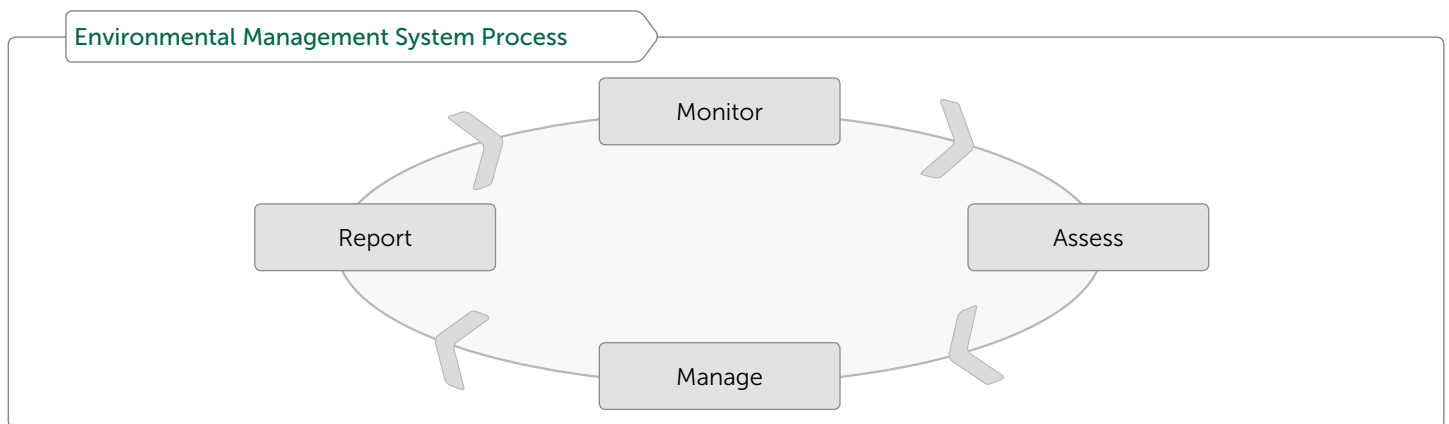 Environmental Management System Process
Monitor
Report
Assess
Manage